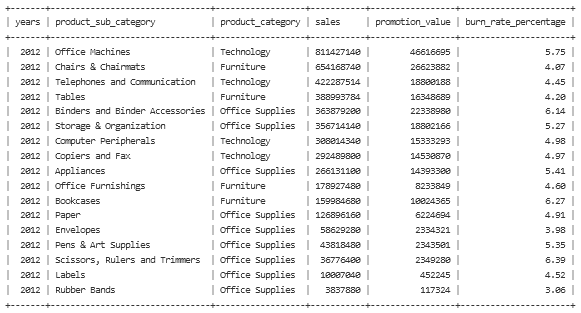 years | product_sub_category | product_category | sales | promotion_value | burn_rate_percentage
2012 | Office Machines | Technology | 811427140 | 46616695 | 5.75
2012 | Chairs & Chairmats | Furniture | 654168740 | 26623882 | 4.07
2012 | Telephones and Communication | Technology | 422287514 | 18800188 | 4.45
2012 | Tables | Furniture | 388993784 | 16348689 | 4.20
2012 | Binders and Binder Accessories | Office Supplies | 363879200 | 22338980 | 6.14
2012 | Storage & Organization | Office Supplies | 356714140 | 18802166 | 5.27
2012 | Computer Peripherals | Technology | 308014340 | 15333293 | 4.98
2012 | Copiers and Fax | Technology | 292489800 | 14530870 | 4.97
2012 | Appliances | Office Supplies | 266131100 | 14393300 | 5.41
2012 | Office Furnishings | Furniture | 178927480 | 8233849 | 4.60
2012 | Bookcases | Furniture | 159984680 | 10024365 | 6.27
2012 | Paper | Office Supplies | 126896160 | 6224694 | 4.91
2012 | Envelopes | Office Supplies | 58629280 | 2334321 | 3.98
2012 | Pens & Art Supplies | Office Supplies | 43818480 | 2343501 | 5.35
2012 | Scissors, Rulers and Trimmers | Office Supplies | 36776400 | 2349280 | 6.39
2012 | Labels | Office Supplies | 10007040 | 452245 | 4.52
2012 | Rubber Bands | Office Supplies | 3837880 | 117324 | 3.06